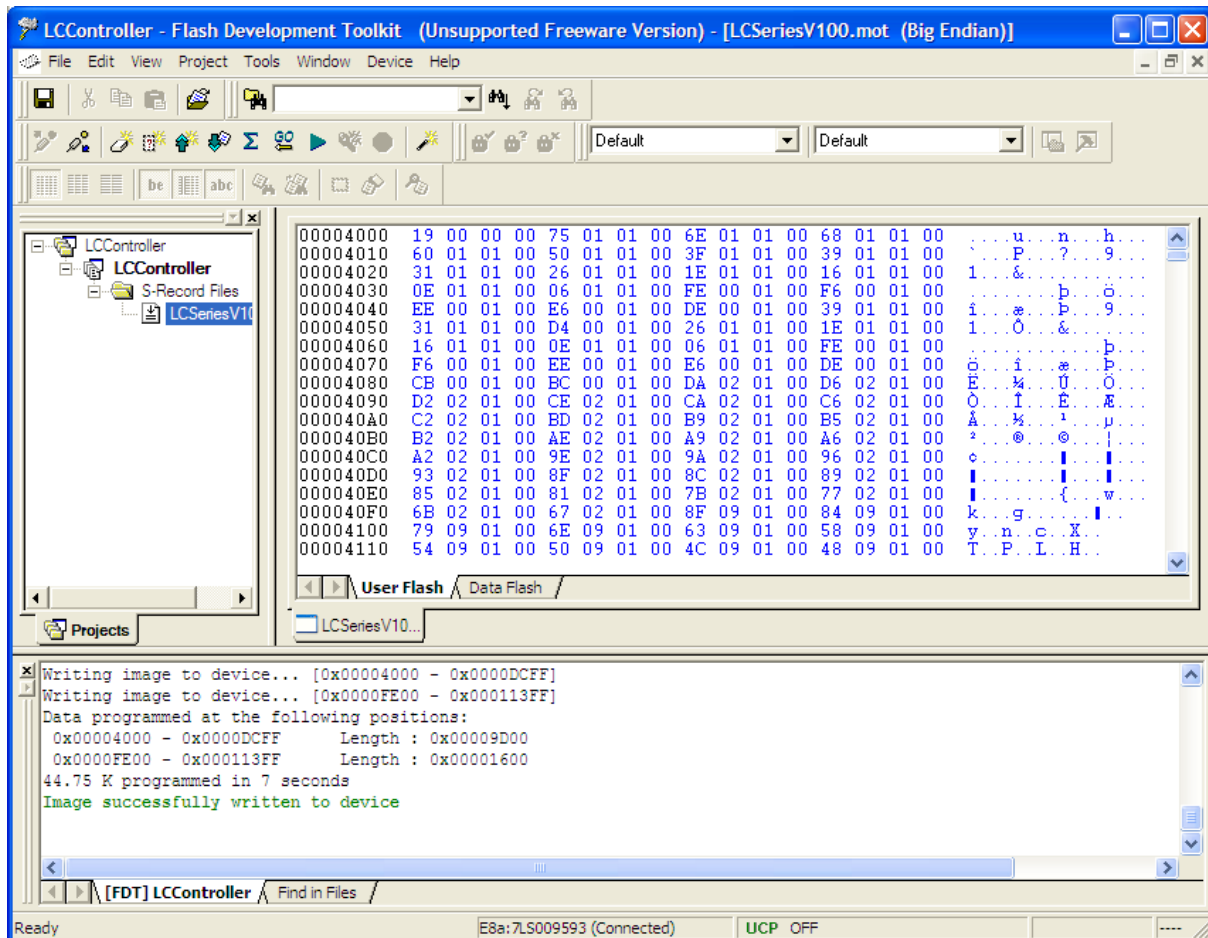 LCController - Flash Development Toolkit (Unsupported Freeware Version) - [LCSeriesV100.mot (Big Endian)]
File Edit View Project Tools Window Device Help
Default Default
be abc
LCController
LCController
S-Record Files
LCSeriesV10
Projects
00004000 19 00 00 00 75 01 01 00 6E 01 01 00 68 01 01 00 ....u...n...h...
00004010 60 01 01 00 50 01 01 00 3F 01 01 00 39 01 01 00 `...P...?...9...
00004020 31 01 01 00 26 01 01 00 1E 01 01 00 16 01 01 00 1...&...........
00004030 0E 01 01 00 06 01 01 00 FE 00 01 00 F6 00 01 00 ........þ...ö...
00004040 EE 00 01 00 E6 00 01 00 DE 00 01 00 39 01 01 00 î...æ...Þ...9...
00004050 31 01 01 00 D4 00 01 00 26 01 01 00 1E 01 01 00 1...Ô...&.......
00004060 16 01 01 00 0E 01 01 00 06 01 01 00 FE 00 01 00 ............þ...
00004070 F6 00 01 00 EE 00 01 00 E6 00 01 00 DE 00 01 00 ö...î...æ...Þ...
00004080 CB 00 01 00 BC 00 01 00 DA 02 01 00 D6 02 01 00 Ë...¼...Ú...Ö...
00004090 D2 02 01 00 CE 02 01 00 CA 02 01 00 C6 02 01 00 Ò...Î...Ê...Æ...
000040A0 C2 02 01 00 BD 02 01 00 B9 02 01 00 B5 02 01 00 Â...½...¹...µ...
000040B0 B2 02 01 00 AE 02 01 00 A9 02 01 00 A6 02 01 00 ²...®...©...¦...
000040C0 A2 02 01 00 9E 02 01 00 9A 02 01 00 96 02 01 00 ¢.......▮...▮...
000040D0 93 02 01 00 8F 02 01 00 8C 02 01 00 89 02 01 00 ▮.......▮...▮...
000040E0 85 02 01 00 81 02 01 00 7B 02 01 00 77 02 01 00 ▮.......{...w...
000040F0 6B 02 01 00 67 02 01 00 8F 09 01 00 84 09 01 00 k...g......▮..
00004100 79 09 01 00 6E 09 01 00 63 09 01 00 58 09 01 00 y..n..c..X..
00004110 54 09 01 00 50 09 01 00 4C 09 01 00 48 09 01 00 T..P..L..H..
User Flash Data Flash
LCSeriesV10...
Writing image to device... [0x00004000 - 0x0000DCFF]
Writing image to device... [0x0000FE00 - 0x000113FF]
Data programmed at the following positions:
0x00004000 - 0x0000DCFF Length : 0x00009D00
0x0000FE00 - 0x000113FF Length : 0x00001600
44.75 K programmed in 7 seconds
Image successfully written to device
[FDT] LCController Find in Files
Ready E8a:7LS009593 (Connected) UCP OFF ----